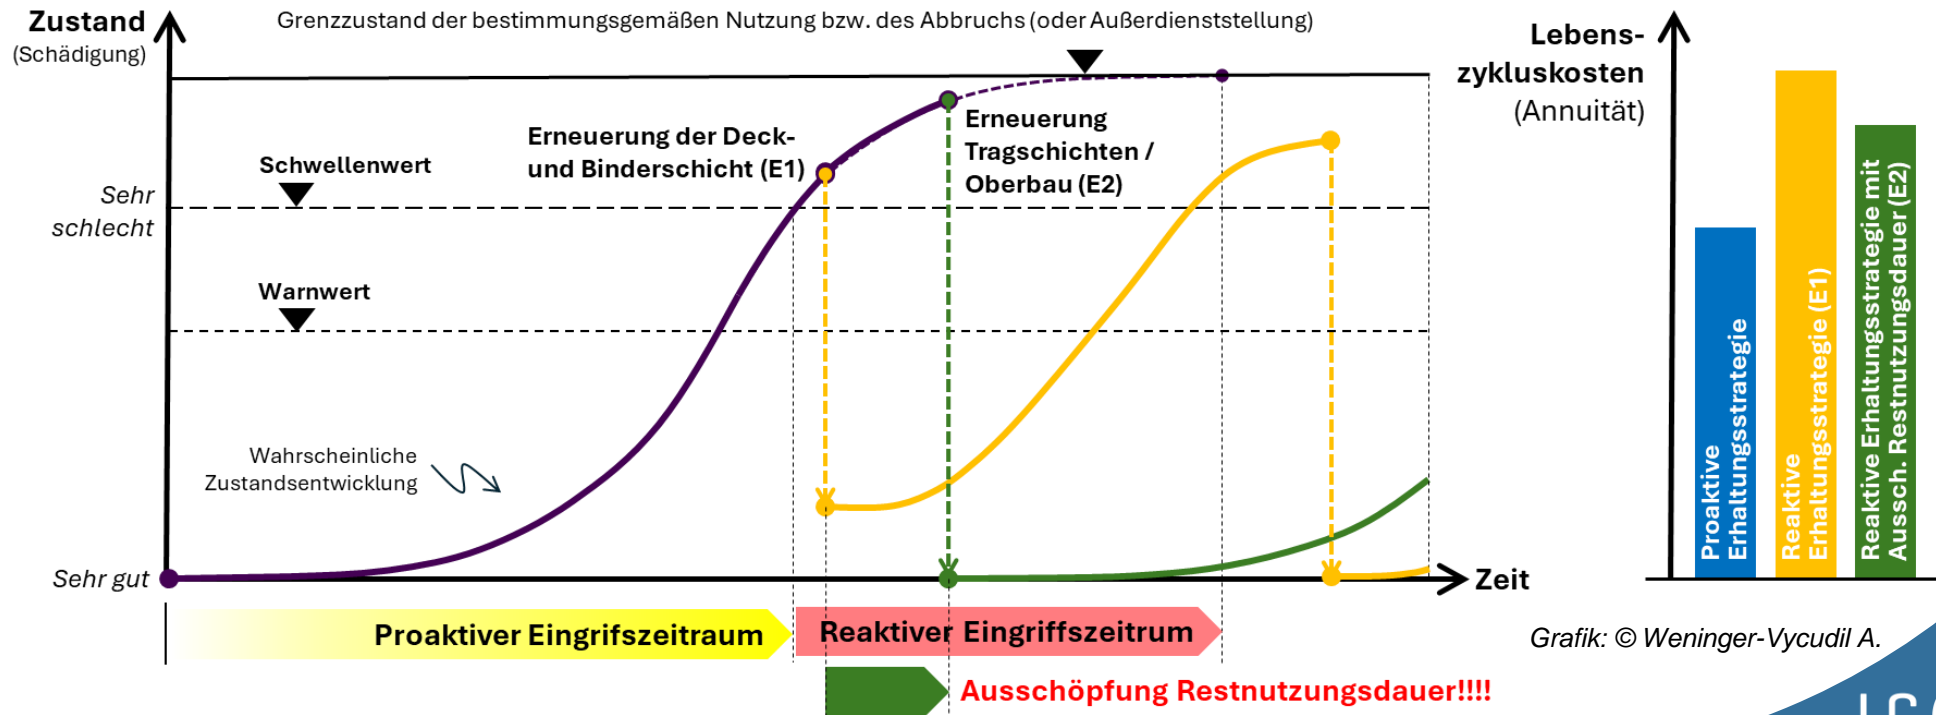 Zustand
(Schädigung)
Grenzzustand der bestimmungsgemäßen Nutzung bzw. des Abbruchs (oder Außerdienststellung)
Erneuerung der Deck-
und Binderschicht (E1)
Erneuerung
Tragschichten /
Oberbau (E2)
Schwellenwert
Sehr
schlecht
Warnwert
Wahrscheinliche
Zustandsentwicklung
Sehr gut
Zeit
Proaktiver Eingrifszeitraum
Reaktiver Eingriffszeitrum
Ausschöpfung Restnutzungsdauer!!!!
Lebens-
zykluskosten
(Annuität)
Proaktive
Erhaltungsstrategie
Reaktive
Erhaltungsstrategie (E1)
Reaktive Erhaltungsstrategie mit
Aussch. Restnutzungsdauer (E2)
Grafik: © Weninger-Vycudil A.